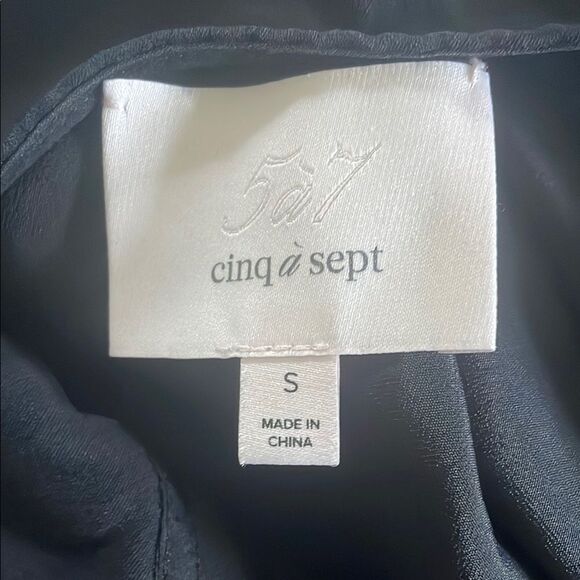 5à7
cinq à sept
S
MADE IN
CHINA